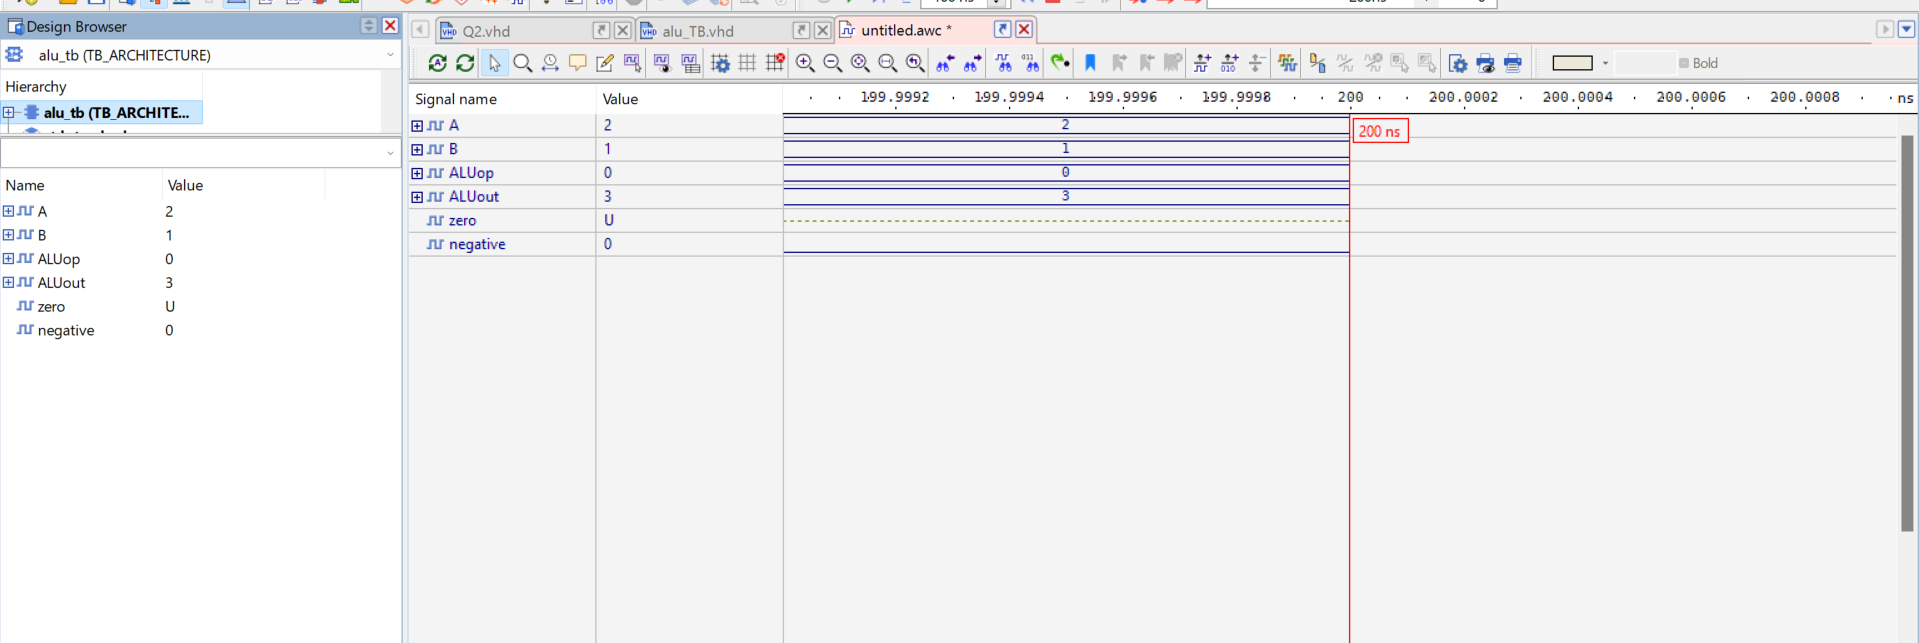 Design Browser
alu_tb (TB_ARCHITECTURE)
Hierarchy
alu_tb (TB_ARCHITE...
Name Value
A 2
B 1
ALUop 0
ALUout 3
zero U
negative 0
Q2.vhd alu_TB.vhd untitled.awc *
Bold
Signal name Value 199.9992 199.9994 199.9996 199.9998 200 200.0002 200.0004 200.0006 200.0008 ns
A 2 2 200 ns
B 1 1
ALUop 0 0
ALUout 3 3
zero U
negative 0